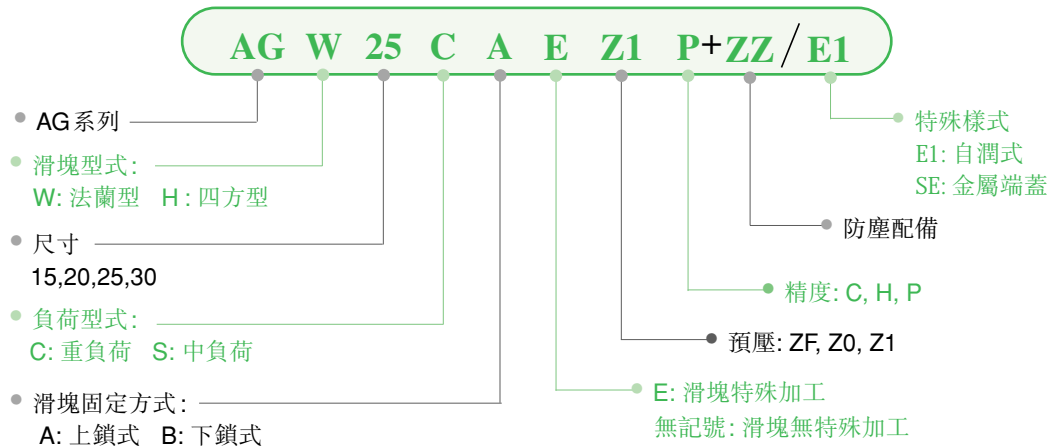 AG W 25 C A E Z1 P+ZZ/E1
AG系列
滑塊型式:
W: 法蘭型 H : 四方型
尺寸
15,20,25,30
負荷型式:
C: 重負荷 S: 中負荷
滑塊固定方式:
A: 上鎖式 B: 下鎖式
特殊樣式
E1: 自潤式
SE: 金屬端蓋
防塵配備
精度: C, H, P
預壓: ZF, Z0, Z1
E: 滑塊特殊加工
無記號: 滑塊無特殊加工